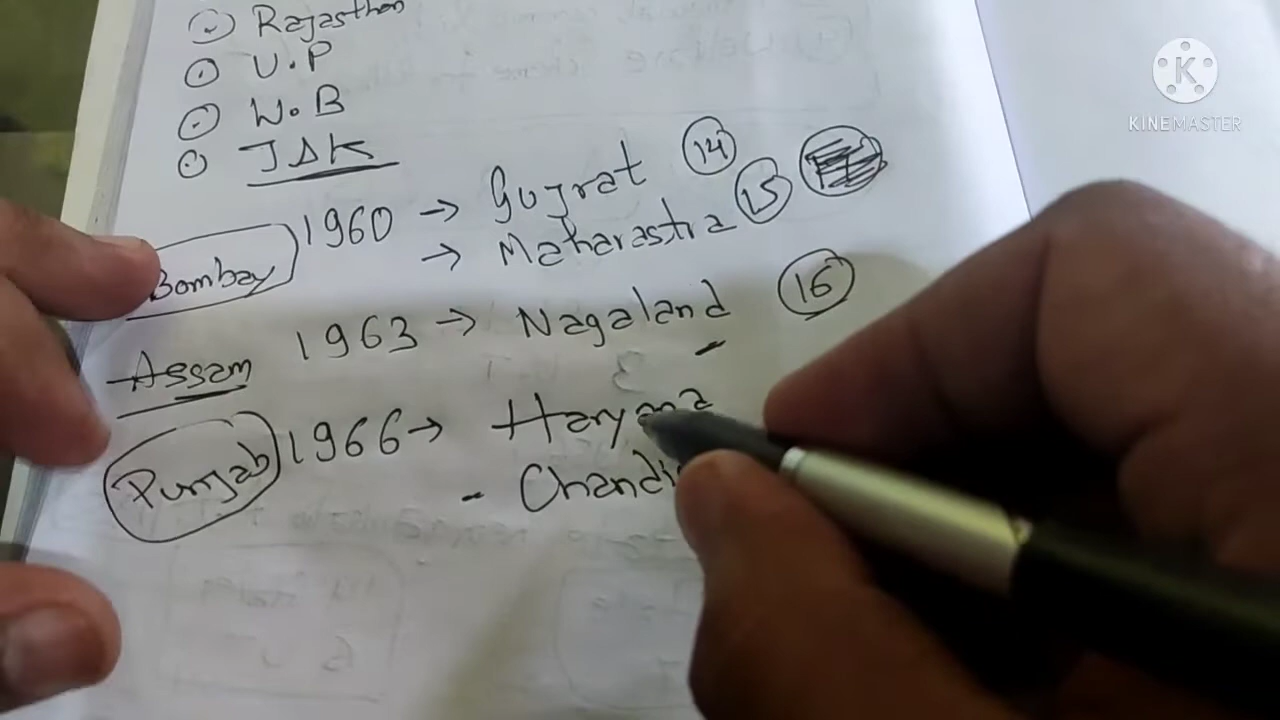 Rajasthan
U.P
W.B
J&K
Bombay 1960 → Gujrat 14
→ Maharastra 15
Assam 1963 → Nagaland 16
Punjab 1966 → Haryana
- Chandi
KINEMASTER